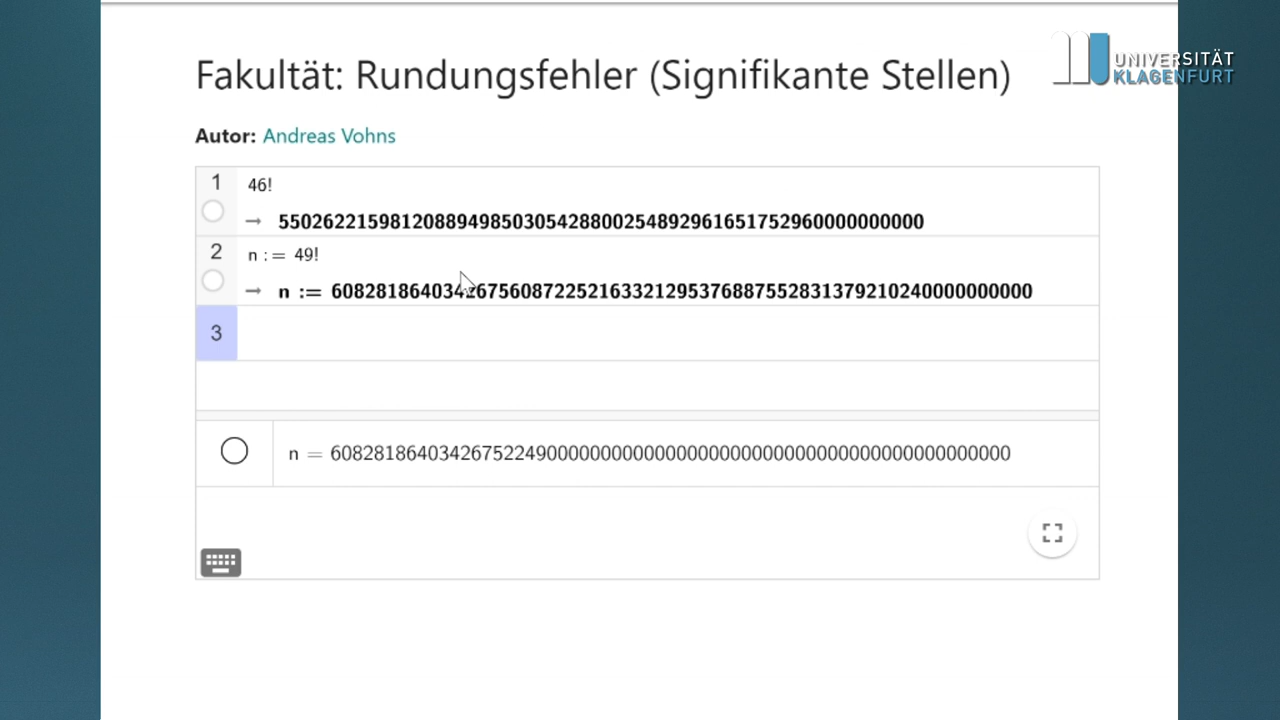 UNIVERSITÄT
KLAGENFURT
Fakultät: Rundungsfehler (Signifikante Stellen)
Autor: Andreas Vohns
1
46!
→ 5502622159812088949850305428800254892961651752960000000000
2
n := 49!
→ n := 608281864034267560872252163321295376887552831379210240000000000
3
n = 608281864034267522490000000000000000000000000000000000000000000